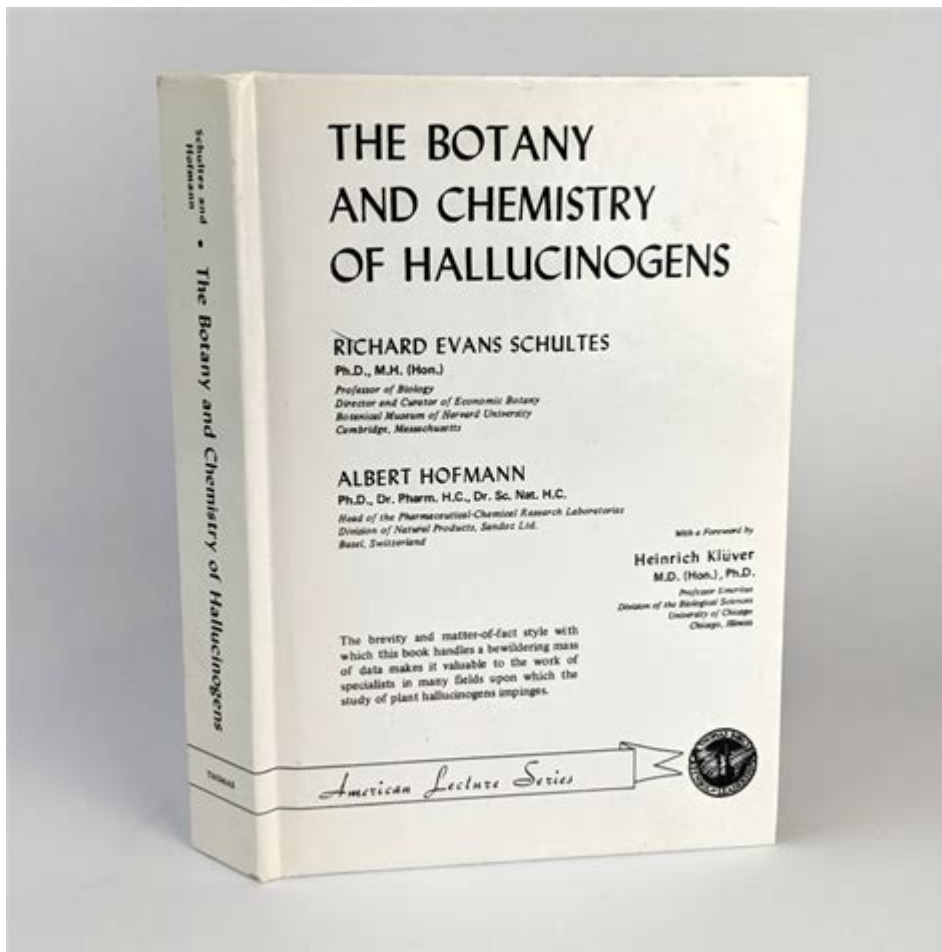 Schultes and
Hofmann
• The Botany and Chemistry of Hallucinogens
THOMAS
THE BOTANY
AND CHEMISTRY
OF HALLUCINOGENS
RICHARD EVANS SCHULTES
Ph.D., M.H. (Hon.)
Professor of Biology
Director and Curator of Economic Botany
Botanical Museum of Harvard University
Cambridge, Massachusetts
ALBERT HOFMANN
Ph.D., Dr. Pharm. H.C., Dr. Sc. Nat. H.C.
Head of the Pharmaceutical-Chemical Research Laboratories
Division of Natural Products, Sandoz Ltd.
Basel, Switzerland
With a Foreword by
Heinrich Klüver
M.D. (Hon.), Ph.D.
Professor Emeritus
Division of the Biological Sciences
University of Chicago
Chicago, Illinois
The brevity and matter-of-fact style with
which this book handles a bewildering mass
of data makes it valuable to the work of
specialists in many fields upon which the
study of plant hallucinogens impinges.
American Lecture Series